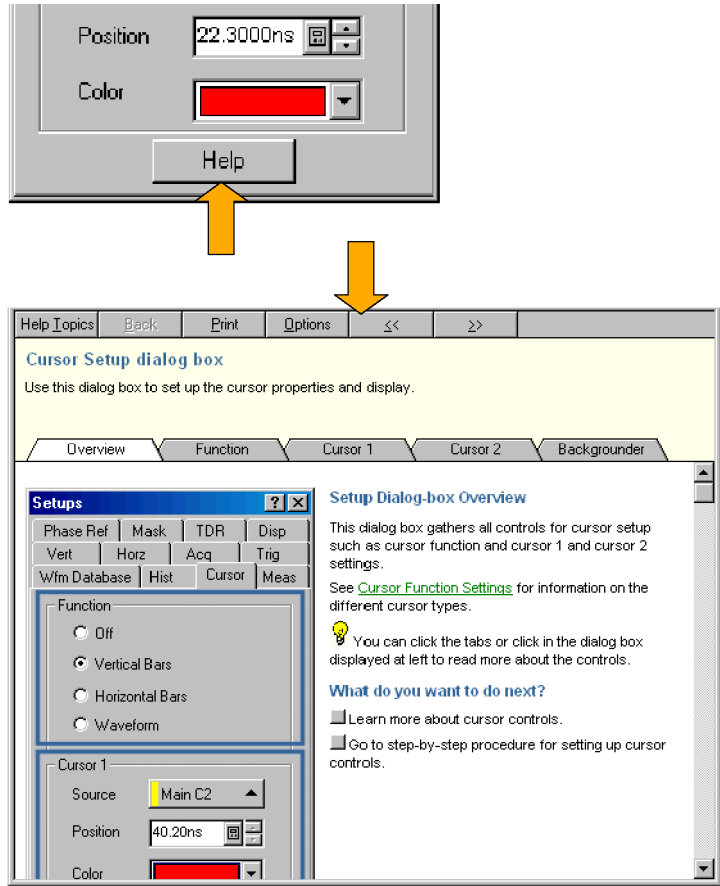 Position 22.3000ns
Color
Help
Help Topics Back Print Options << >>
Cursor Setup dialog box
Use this dialog box to set up the cursor properties and display.
Overview Function Cursor 1 Cursor 2 Backgrounder
Setups ? X
Phase Ref Mask TDR Disp
Vert Horz Acq Trig
Wfm Database Hist Cursor Meas
Function
Off
Vertical Bars
Horizontal Bars
Waveform
Cursor 1
Source Main C2
Position 40.20ns
Color
Setup Dialog-box Overview
This dialog box gathers all controls for cursor setup
such as cursor function and cursor 1 and cursor 2
settings.
See Cursor Function Settings for information on the
different cursor types.
You can click the tabs or click in the dialog box
displayed at left to read more about the controls.
What do you want to do next?
Learn more about cursor controls.
Go to step-by-step procedure for setting up cursor
controls.